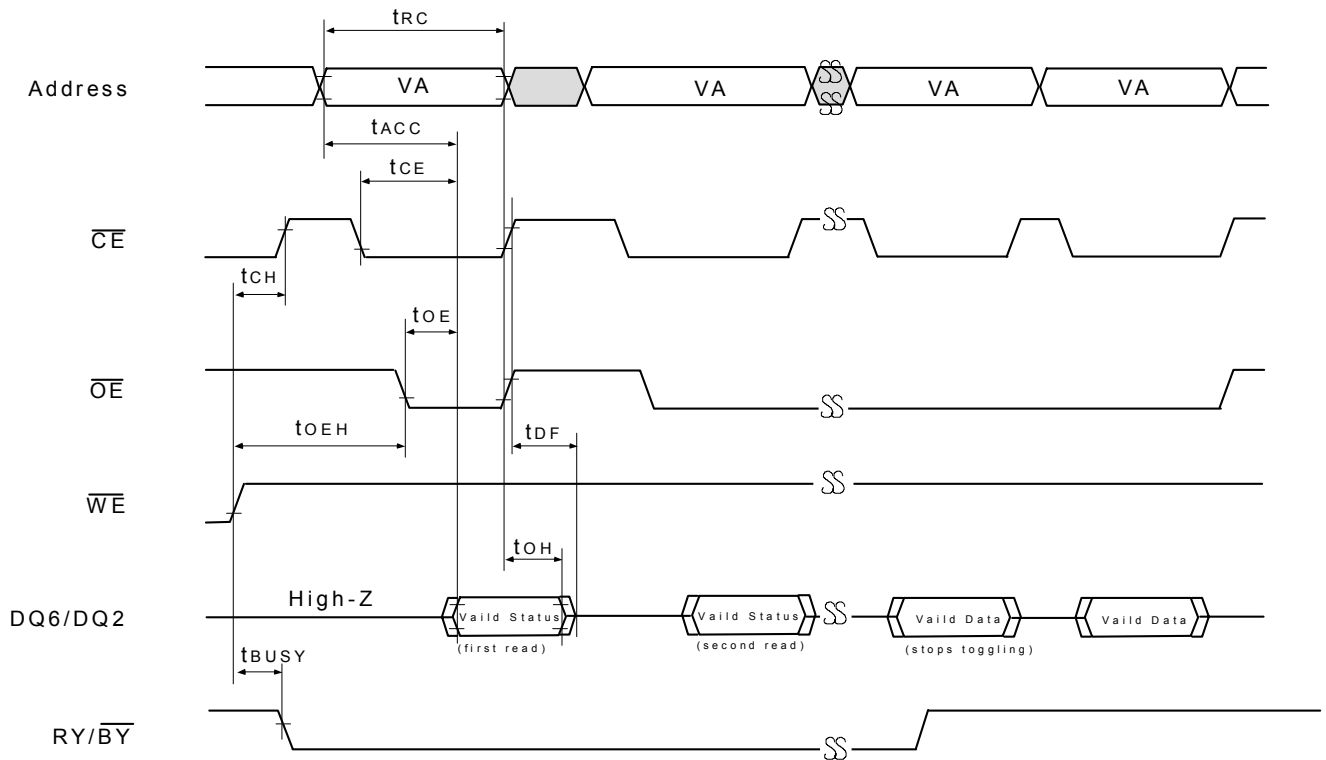 tRC
Address
VA
VA
VA
VA
tACC
tCE
CE
tCH
tOE
OE
tOEH
tDF
WE
tOH
High-Z
DQ6/DQ2
Vaild Status
Vaild Status
Vaild Data
Vaild Data
(first read)
(second read)
(stops toggling)
tBUSY
RY/BY